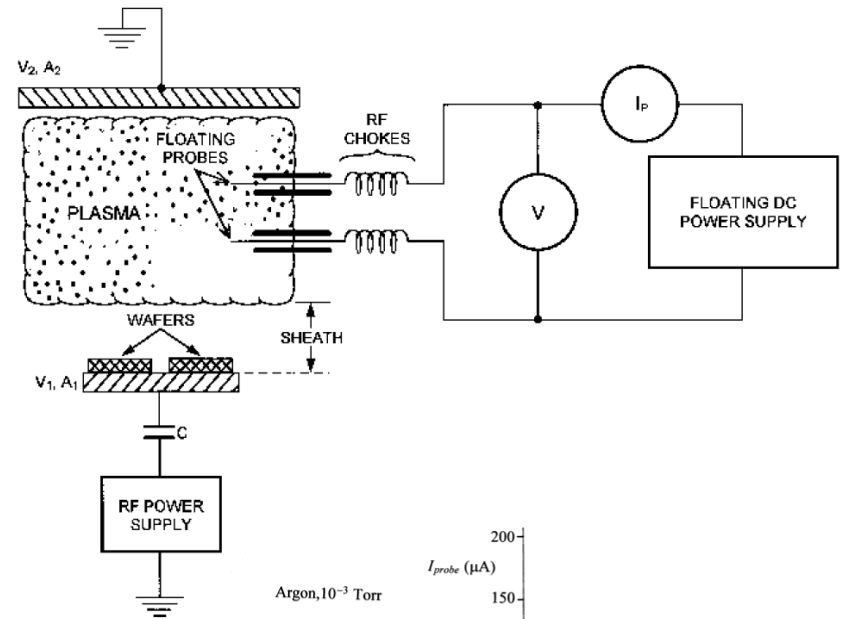 V₂, A₂
FLOATING
PROBES
PLASMA
RF
CHOKES
Iₚ
V
FLOATING DC
POWER SUPPLY
WAFERS
SHEATH
V₁, A₁
C
RF POWER
SUPPLY
200
I_probe (µA)
Argon,10⁻³ Torr
150